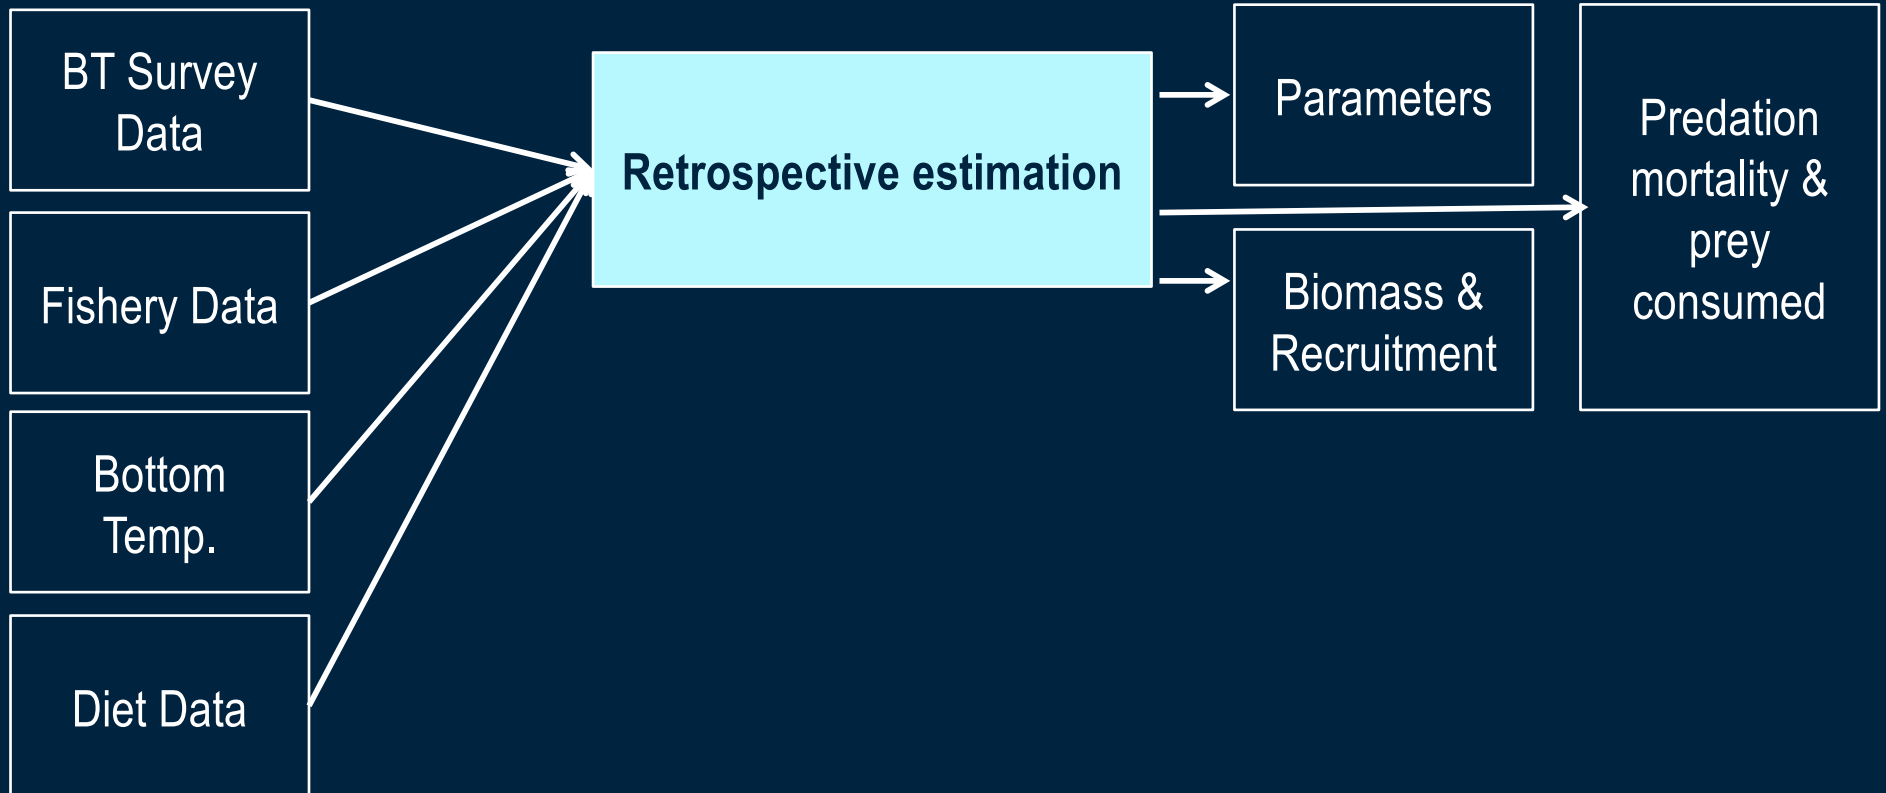 BT Survey
Data
Fishery Data
Bottom
Temp.
Diet Data
Retrospective estimation
Parameters
Biomass &
Recruitment
Predation
mortality &
prey
consumed